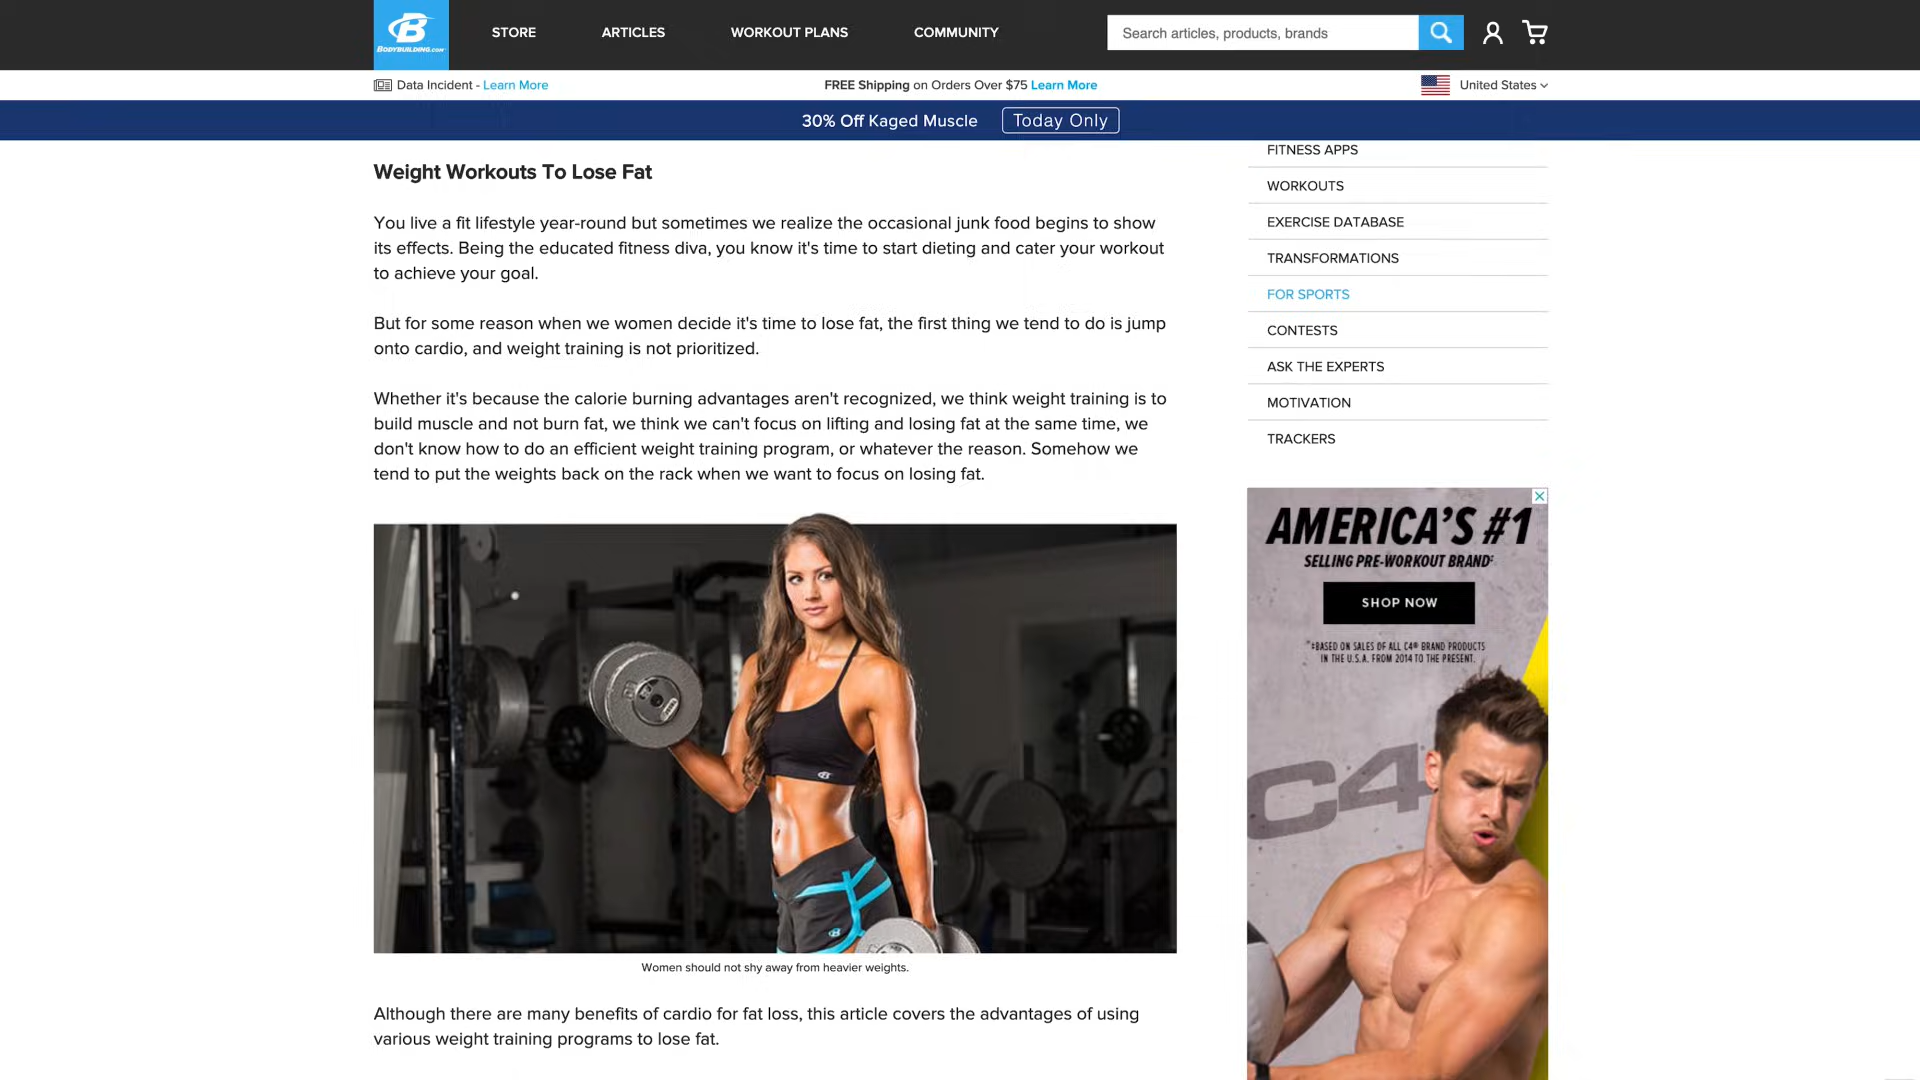 BODYBUILDING.COM
STORE
ARTICLES
WORKOUT PLANS
COMMUNITY
Search articles, products, brands
Data Incident - Learn More
FREE Shipping on Orders Over $75 Learn More
United States
30% Off Kaged Muscle
Today Only
Weight Workouts To Lose Fat
You live a fit lifestyle year-round but sometimes we realize the occasional junk food begins to show
its effects. Being the educated fitness diva, you know it's time to start dieting and cater your workout
to achieve your goal.
But for some reason when we women decide it's time to lose fat, the first thing we tend to do is jump
onto cardio, and weight training is not prioritized.
Whether it's because the calorie burning advantages aren't recognized, we think weight training is to
build muscle and not burn fat, we think we can't focus on lifting and losing fat at the same time, we
don't know how to do an efficient weight training program, or whatever the reason. Somehow we
tend to put the weights back on the rack when we want to focus on losing fat.
Women should not shy away from heavier weights.
Although there are many benefits of cardio for fat loss, this article covers the advantages of using
various weight training programs to lose fat.
FITNESS APPS
WORKOUTS
EXERCISE DATABASE
TRANSFORMATIONS
FOR SPORTS
CONTESTS
ASK THE EXPERTS
MOTIVATION
TRACKERS
AMERICA'S #1
SELLING PRE-WORKOUT BRAND‡
SHOP NOW
‡BASED ON SALES OF ALL C4® BRAND PRODUCTS
IN THE U.S.A. FROM 2014 TO THE PRESENT.
C4